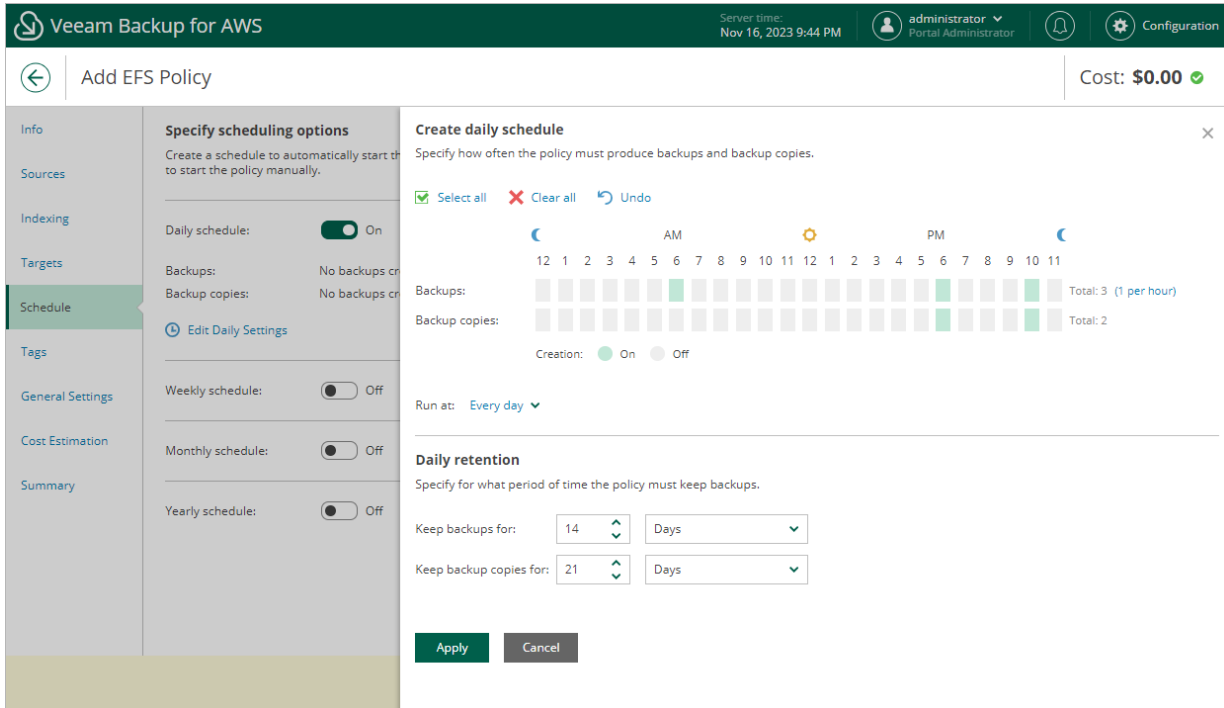 Veeam Backup for AWS
Server time:
Nov 16, 2023 9:44 PM
administrator
Portal Administrator
Configuration
Add EFS Policy
Cost: $0.00
Info
Sources
Indexing
Targets
Schedule
Tags
General Settings
Cost Estimation
Summary
Specify scheduling options
Create a schedule to automatically start th
to start the policy manually.
Daily schedule: On
Backups: No backups cr
Backup copies: No backups cr
Edit Daily Settings
Weekly schedule: Off
Monthly schedule: Off
Yearly schedule: Off
Create daily schedule
Specify how often the policy must produce backups and backup copies.
Select all Clear all Undo
AM PM
12 1 2 3 4 5 6 7 8 9 10 11 12 1 2 3 4 5 6 7 8 9 10 11
Backups: Total: 3 (1 per hour)
Backup copies: Total: 2
Creation: On Off
Run at: Every day
Daily retention
Specify for what period of time the policy must keep backups.
Keep backups for: 14 Days
Keep backup copies for: 21 Days
Apply Cancel